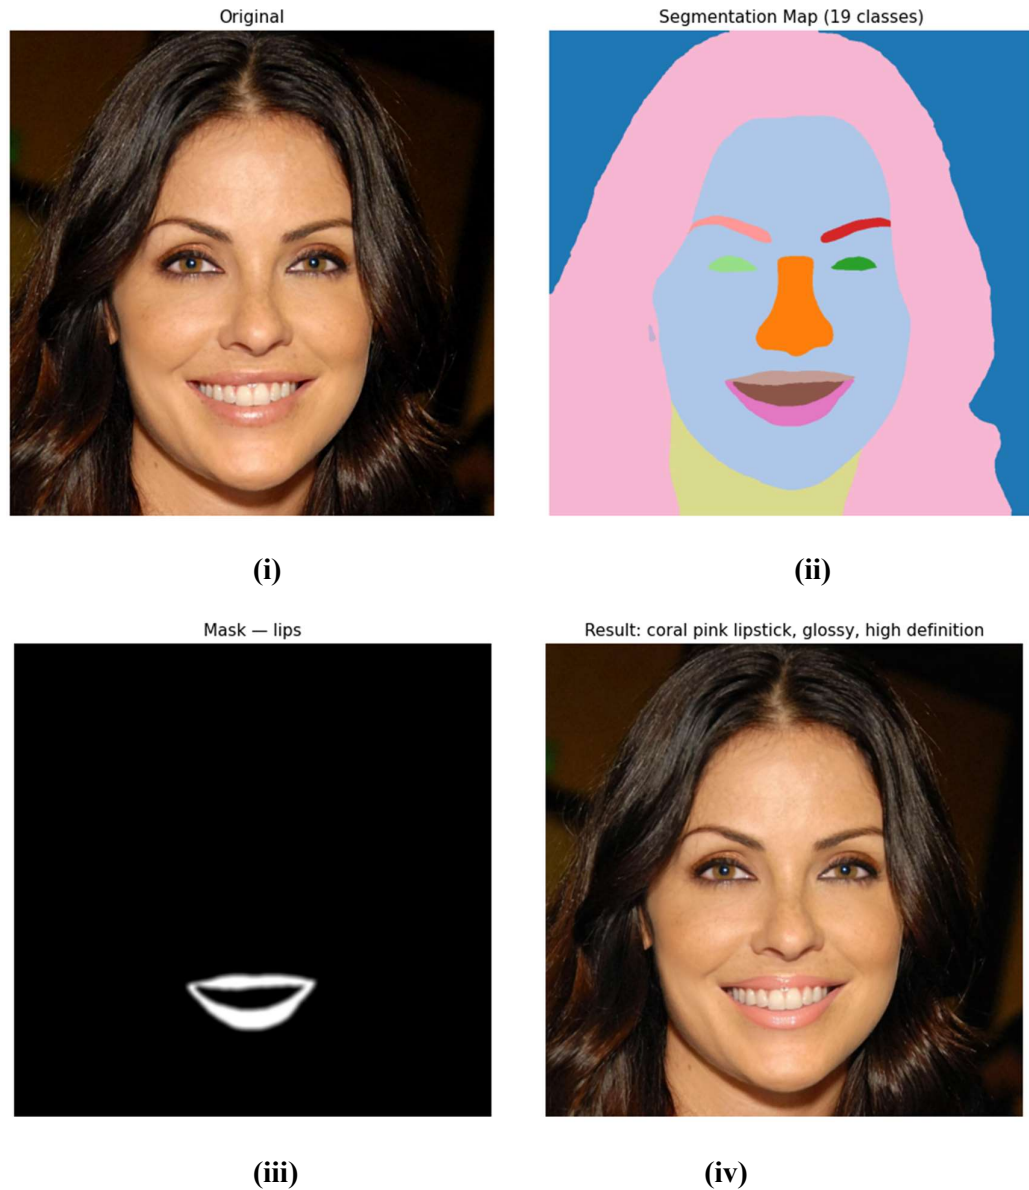 Original
Segmentation Map (19 classes)
(i)
(ii)
Mask — lips
Result: coral pink lipstick, glossy, high definition
(iii)
(iv)